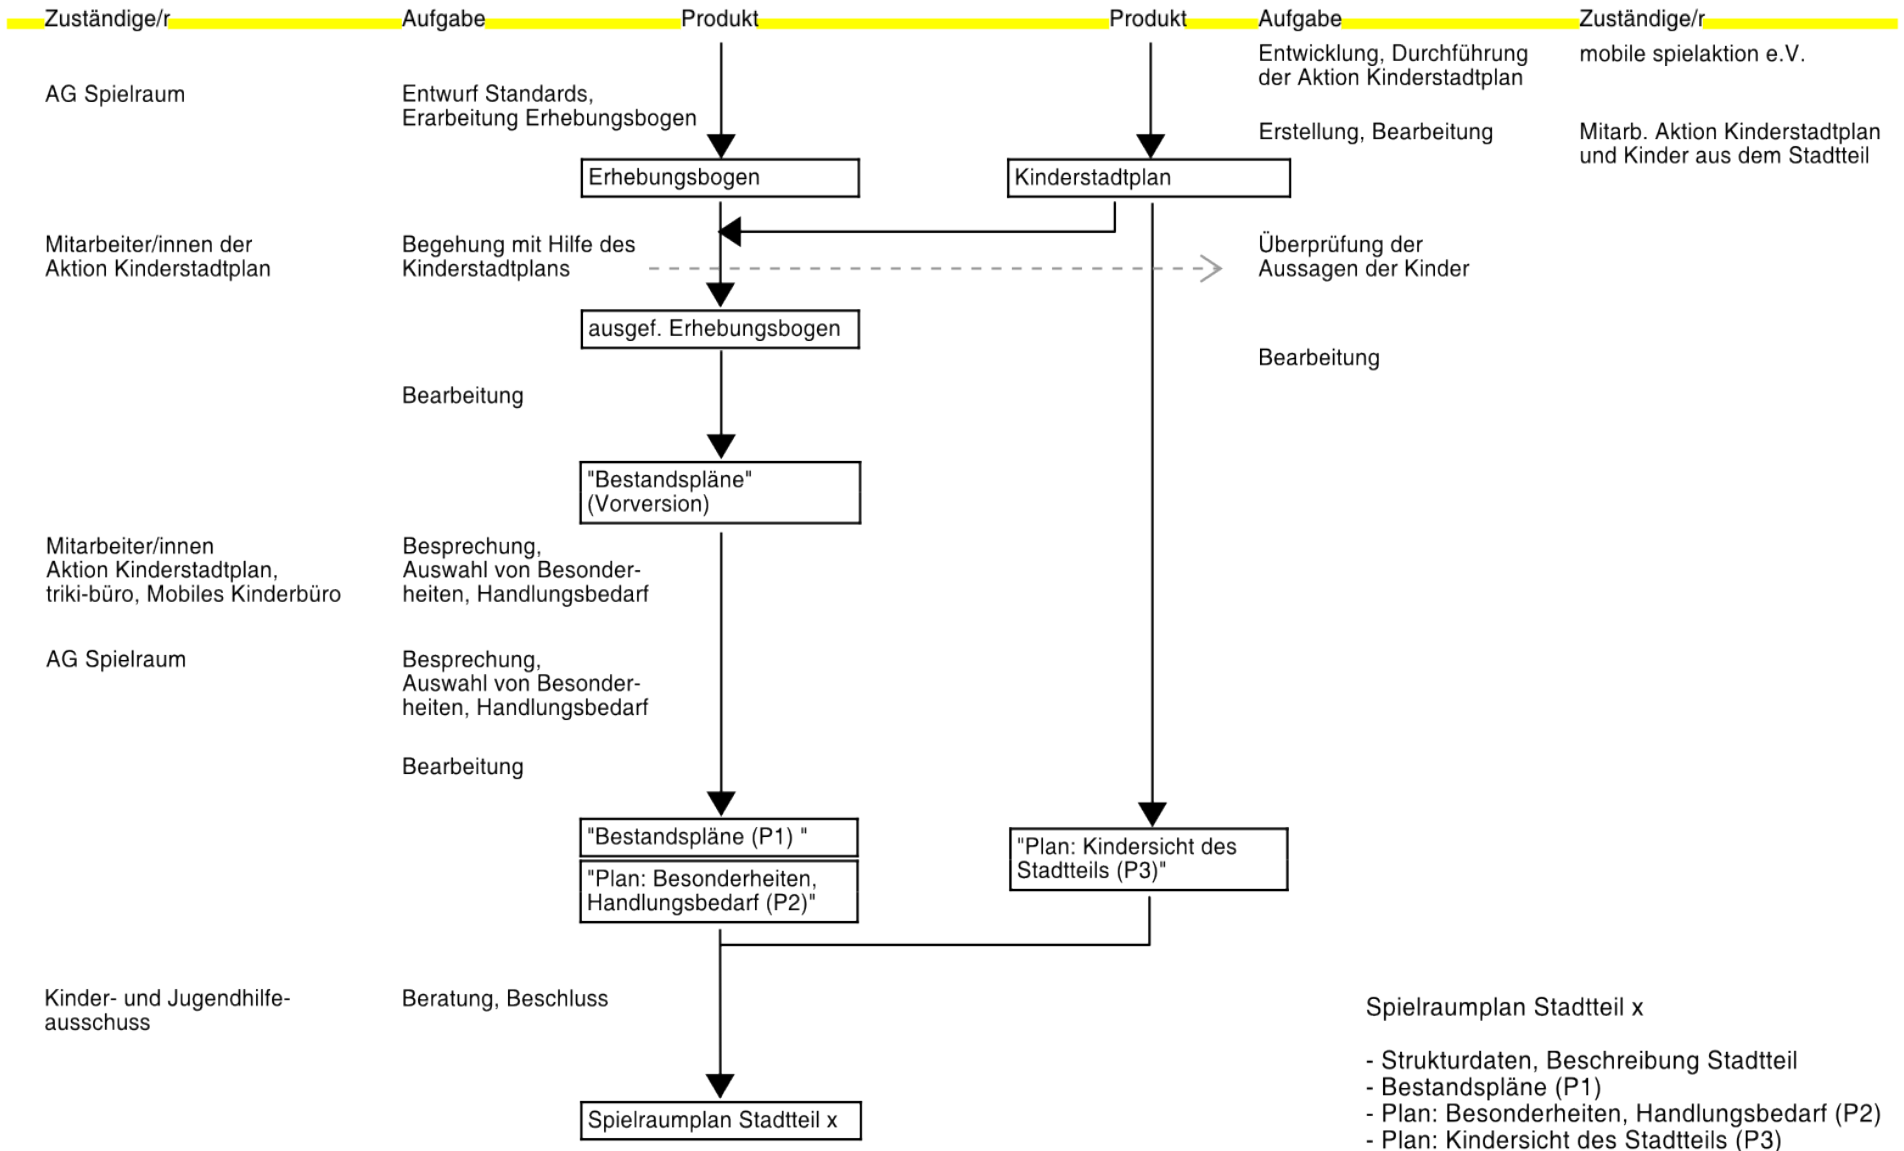 Zuständige/r Aufgabe Produkt Produkt Aufgabe Zuständige/r
Entwicklung, Durchführung
der Aktion Kinderstadtplan
mobile spielaktion e.V.
AG Spielraum
Entwurf Standards,
Erarbeitung Erhebungsbogen
Erstellung, Bearbeitung
Mitarb. Aktion Kinderstadtplan
und Kinder aus dem Stadtteil
Erhebungsbogen
Kinderstadtplan
Mitarbeiter/innen der
Aktion Kinderstadtplan
Begehung mit Hilfe des
Kinderstadtplans
Überprüfung der
Aussagen der Kinder
ausgef. Erhebungsbogen
Bearbeitung
Bearbeitung
"Bestandspläne"
(Vorversion)
Mitarbeiter/innen
Aktion Kinderstadtplan,
triki-büro, Mobiles Kinderbüro
Besprechung,
Auswahl von Besonder-
heiten, Handlungsbedarf
AG Spielraum
Besprechung,
Auswahl von Besonder-
heiten, Handlungsbedarf
Bearbeitung
"Bestandspläne (P1) "
"Plan: Besonderheiten,
Handlungsbedarf (P2)"
"Plan: Kindersicht des
Stadtteils (P3)"
Kinder- und Jugendhilfe-
ausschuss
Beratung, Beschluss
Spielraumplan Stadtteil x
Spielraumplan Stadtteil x
- Strukturdaten, Beschreibung Stadtteil
- Bestandspläne (P1)
- Plan: Besonderheiten, Handlungsbedarf (P2)
- Plan: Kindersicht des Stadtteils (P3)